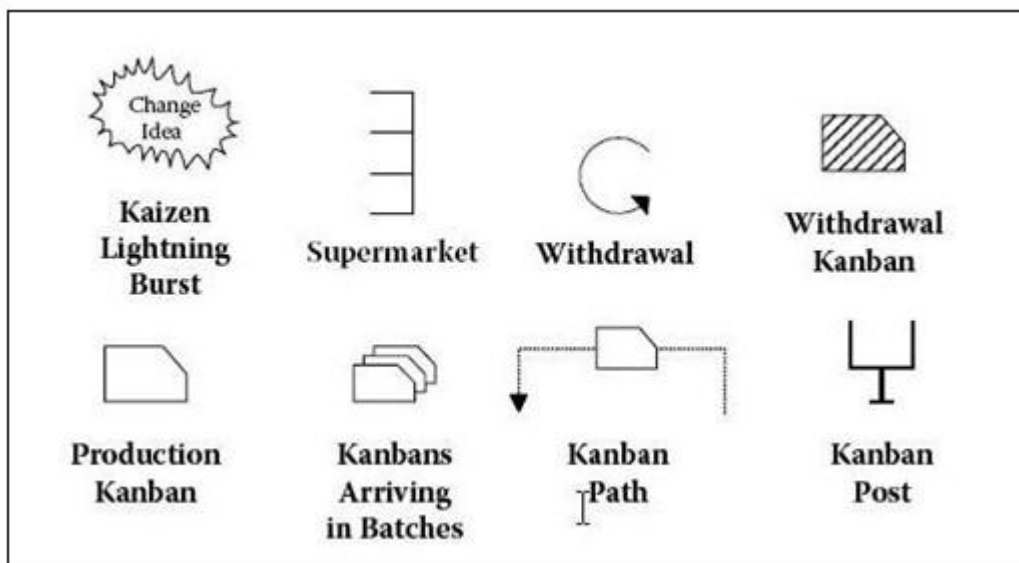 Change
Idea
Kaizen
Lightning
Burst
Supermarket
Withdrawal
Withdrawal
Kanban
Production
Kanban
Kanbans
Arriving
in Batches
Kanban
Path
Kanban
Post